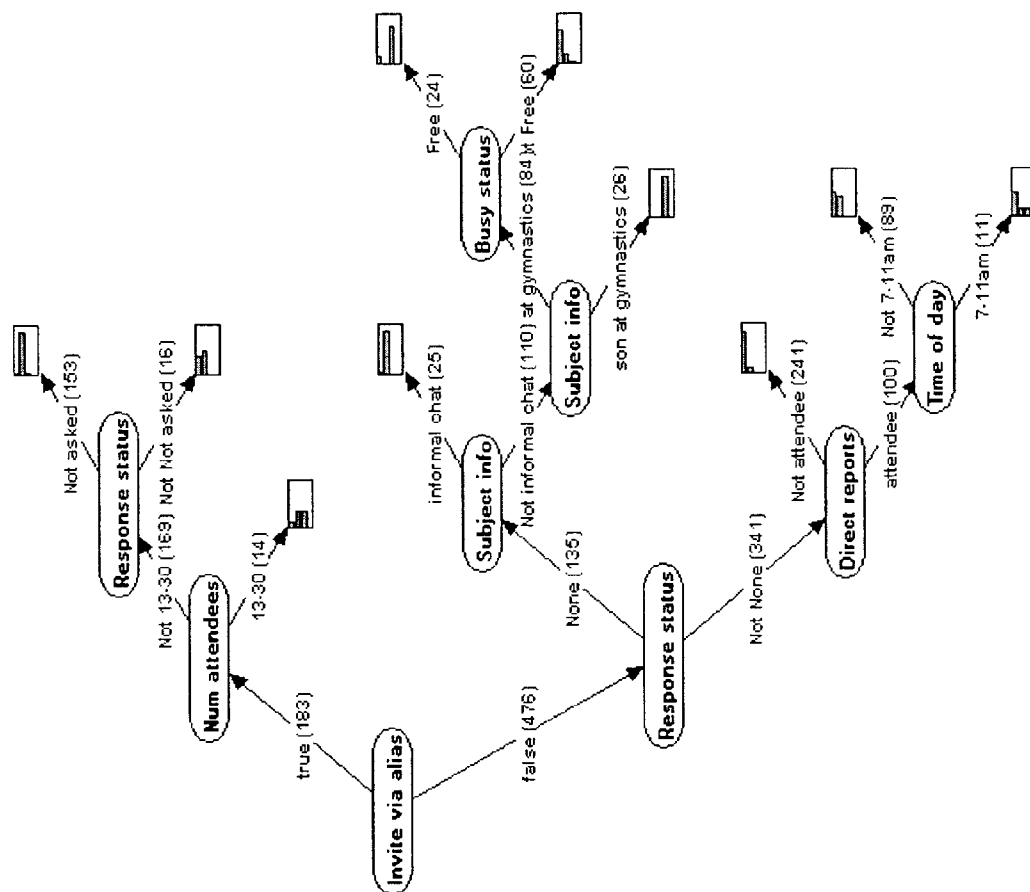 Invite via alias
true (183)
false (476)
Num attendees
Not 13-30 (169)
13-30 (14)
Response status
Not asked (153)
Not Not asked (16)
Response status
None (135)
Not None (341)
Subject info
informal chat (25)
Not informal chat (110)
Subject info
at gymnastics (84)
son at gymnastics (26)
Busy status
Free (24)
t Free (60)
Direct reports
Not attendee (241)
attendee (100)
Time of day
Not 7-11am (89)
7-11am (11)